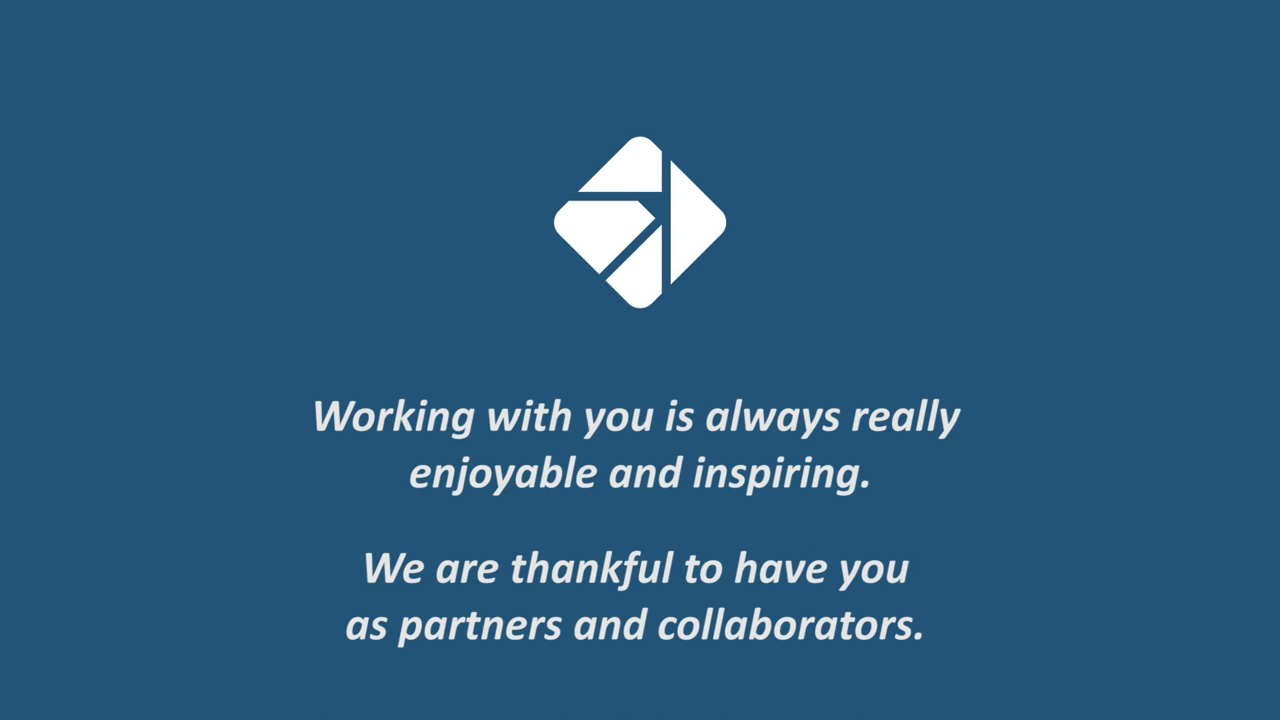 Working with you is always really
enjoyable and inspiring.
We are thankful to have you
as partners and collaborators.